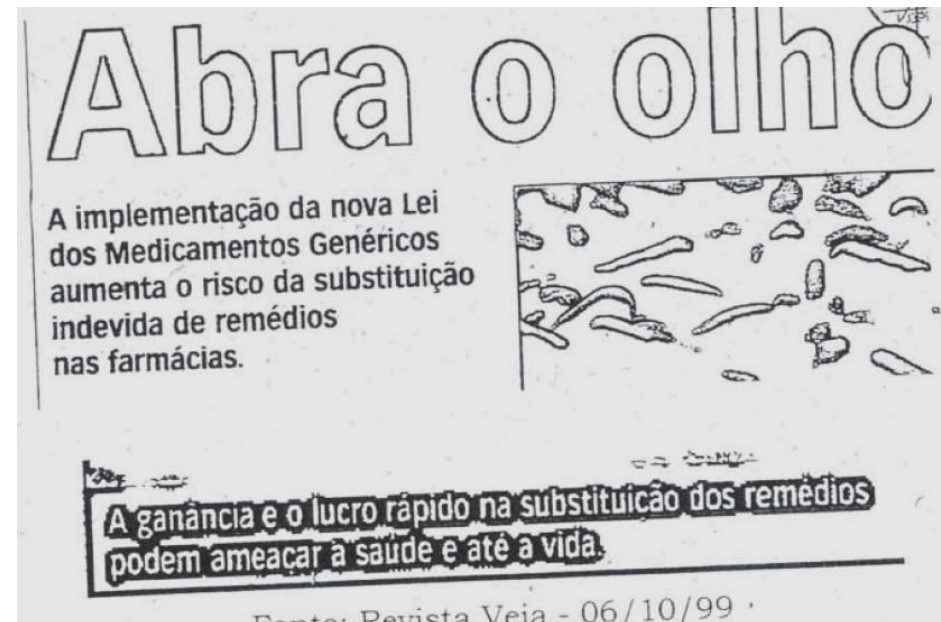 Abra o olho
A implementação da nova Lei
dos Medicamentos Genéricos
aumenta o risco da substituição
indevida de remédios
nas farmácias.
A ganância e o lucro rápido na substituição dos remédios
podem ameaçar a saúde e até a vida.
Fonte: Revista Veja - 06/10/99